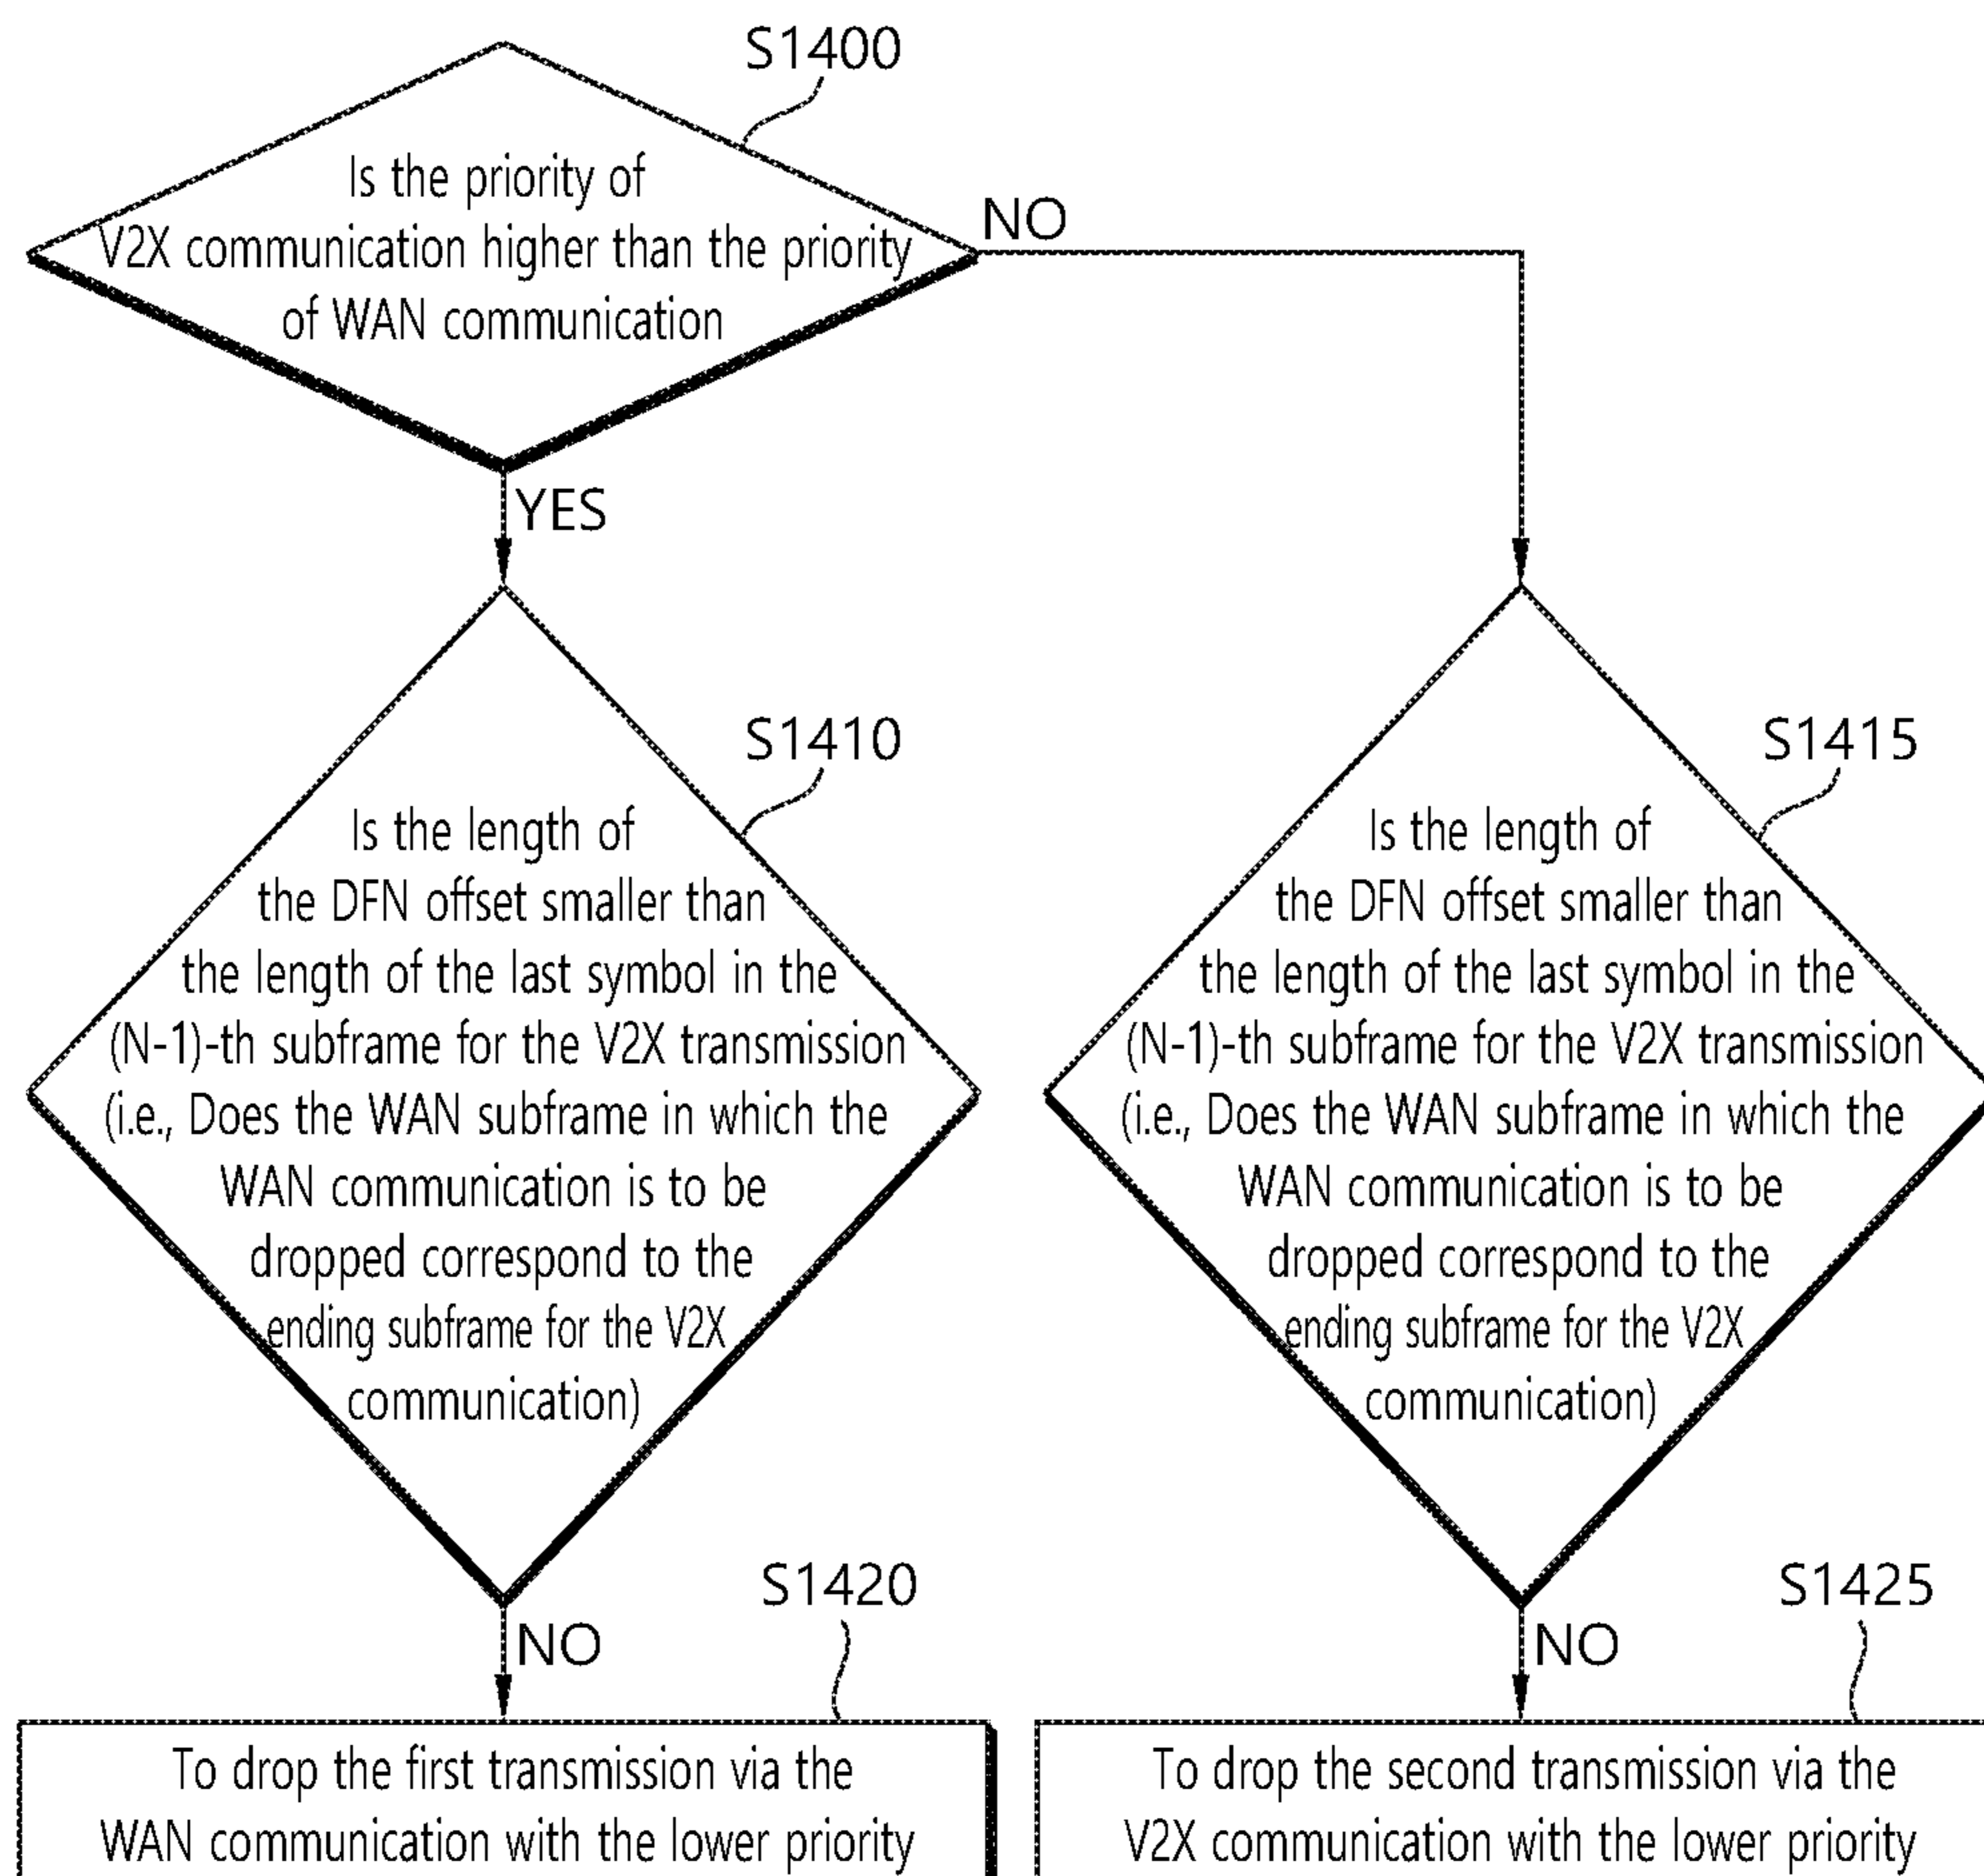 S1400
Is the priority of
V2X communication higher than the priority
of WAN communication
NO
YES
S1410
Is the length of
the DFN offset smaller than
the length of the last symbol in the
(N-1)-th subframe for the V2X transmission
(i.e., Does the WAN subframe in which the
WAN communication is to be
dropped correspond to the
ending subframe for the V2X
communication)
S1415
Is the length of
the DFN offset smaller than
the length of the last symbol in the
(N-1)-th subframe for the V2X transmission
(i.e., Does the WAN subframe in which the
WAN communication is to be
dropped correspond to the
ending subframe for the V2X
communication)
NO
S1420
To drop the first transmission via the
WAN communication with the lower priority
NO
S1425
To drop the second transmission via the
V2X communication with the lower priority